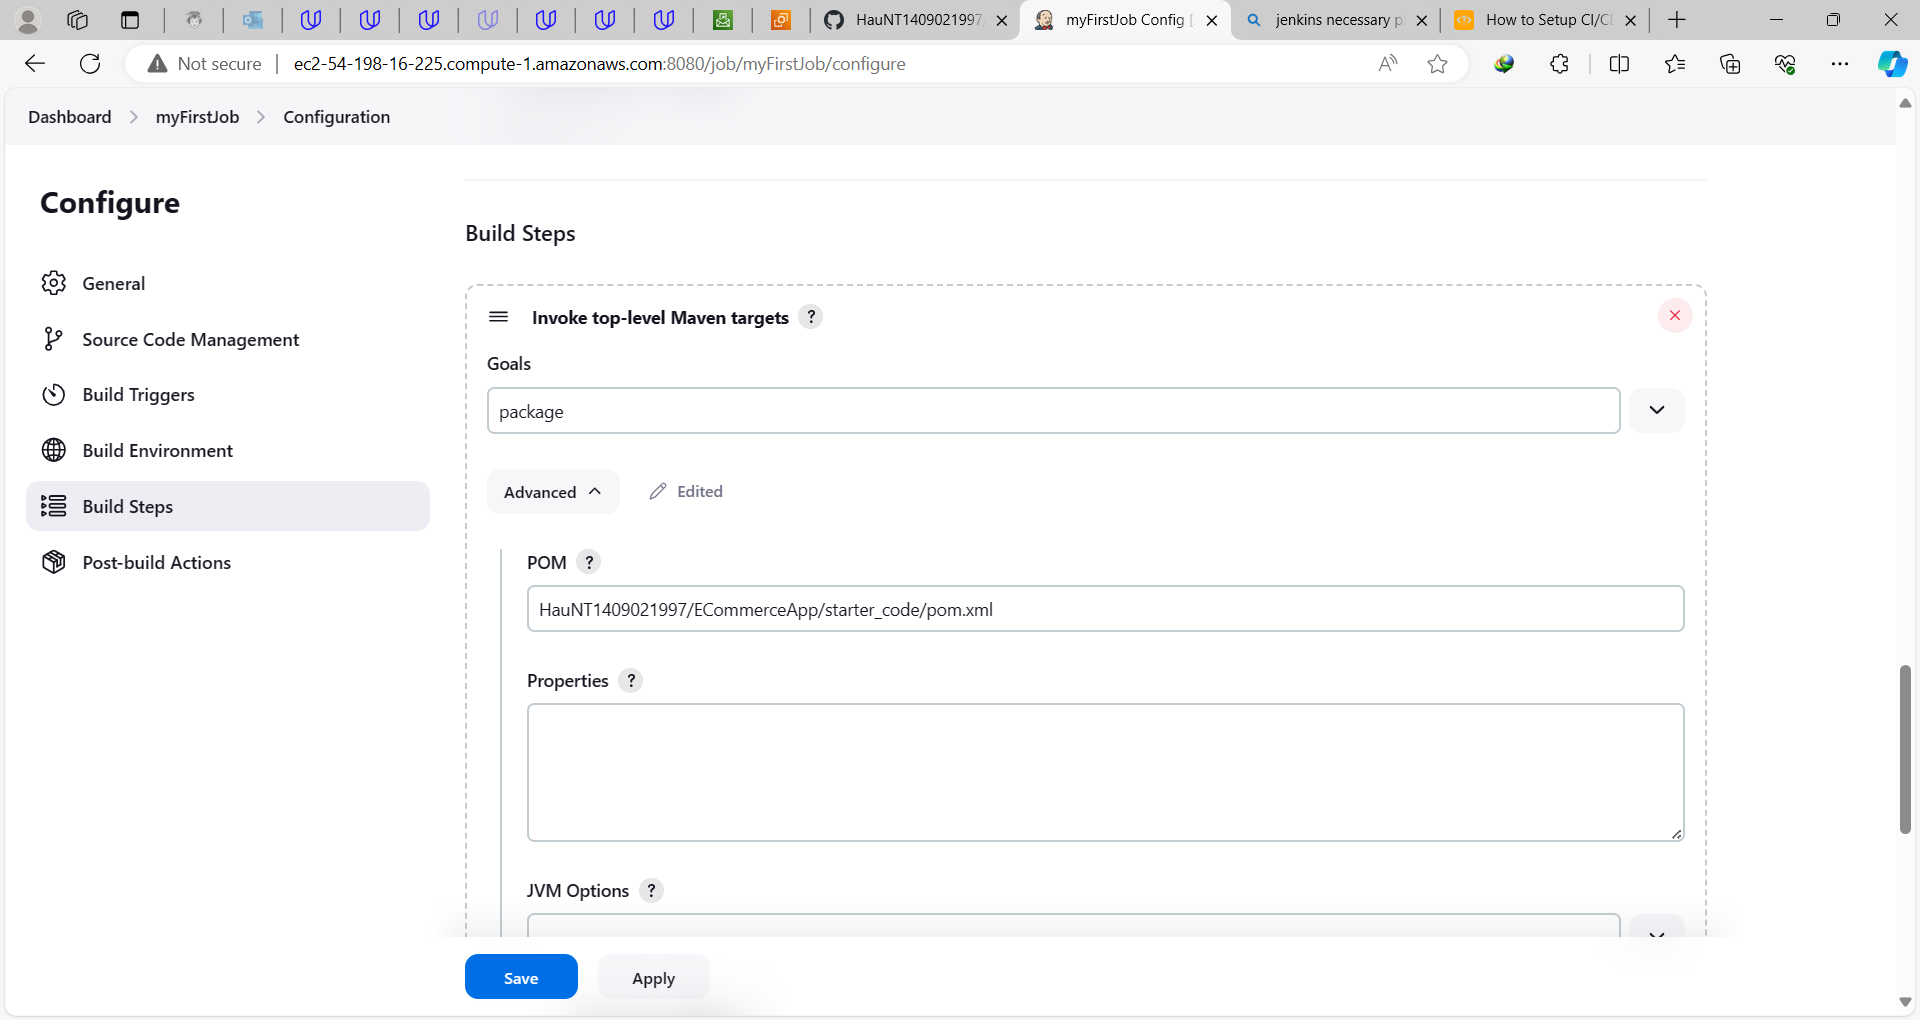 HauNT1409021997/
myFirstJob Config [
jenkins necessary p
How to Setup CI/C
Not secure
ec2-54-198-16-225.compute-1.amazonaws.com:8080/job/myFirstJob/configure
Dashboard
myFirstJob
Configuration
Configure
General
Source Code Management
Build Triggers
Build Environment
Build Steps
Post-build Actions
Build Steps
Invoke top-level Maven targets ?
Goals
package
Advanced
Edited
POM ?
HauNT1409021997/ECommerceApp/starter_code/pom.xml
Properties ?
JVM Options ?
Save
Apply